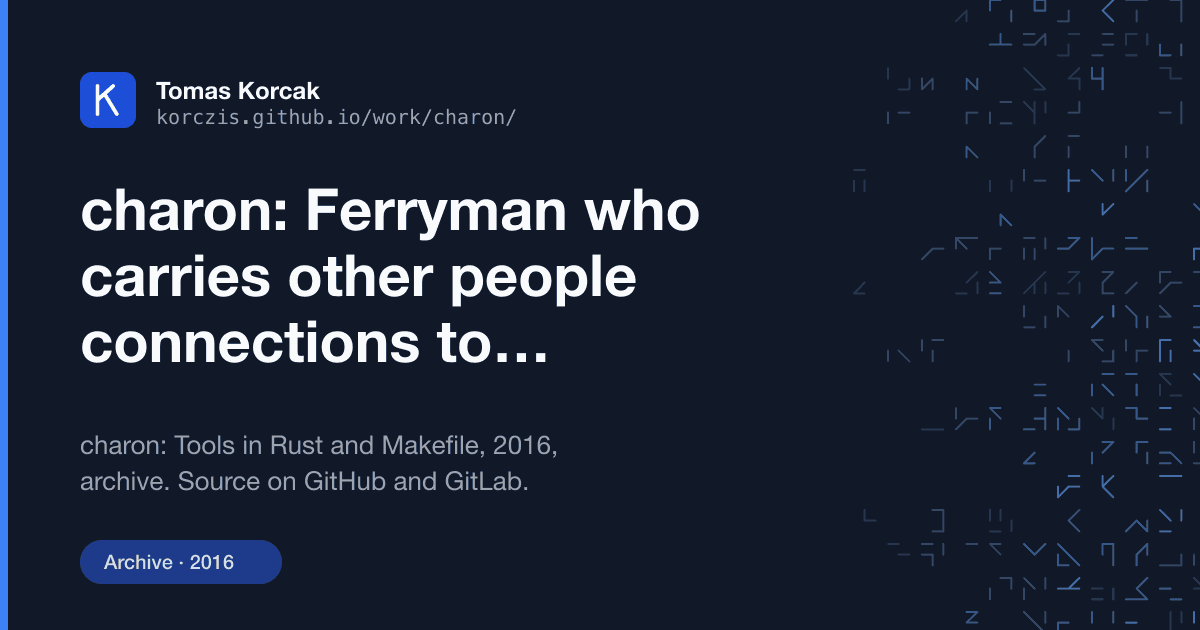 K
Tomas Korcak
korczis.github.io/work/charon/
charon: Ferryman who
carries other people
connections to…
charon: Tools in Rust and Makefile, 2016,
archive. Source on GitHub and GitLab.
Archive · 2016